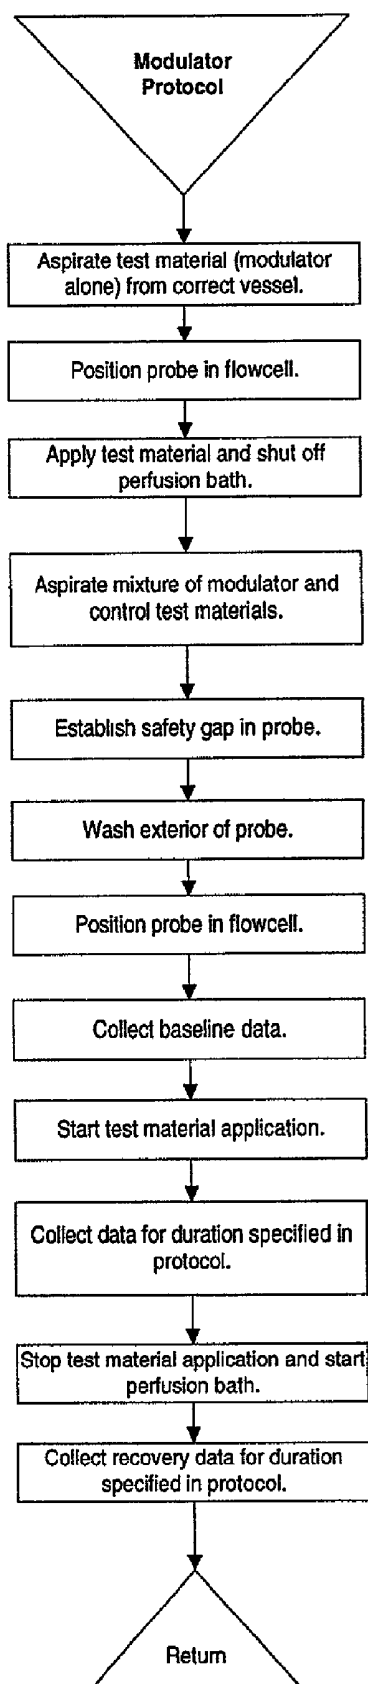 Modulator
Protocol
Aspirate test material (modulator
alone) from correct vessel.
Position probe in flowcell.
Apply test material and shut off
perfusion bath.
Aspirate mixture of modulator and
control test materials.
Establish safety gap in probe.
Wash exterior of probe.
Position probe in flowcell.
Collect baseline data.
Start test material application.
Collect data for duration specified in
protocol.
Stop test material application and start
perfusion bath.
Collect recovery data for duration
specified in protocol.
Return